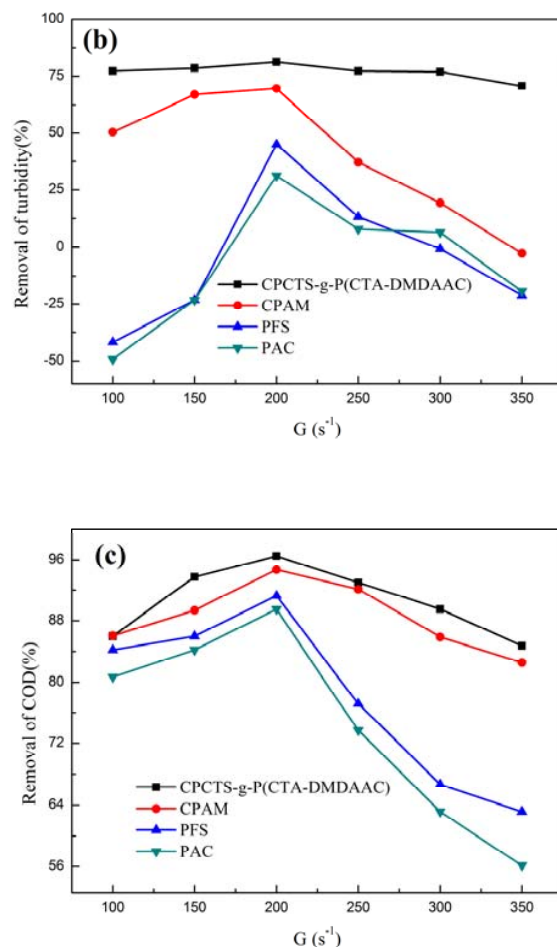 (b)
Removal of turbidity(%)
100
75
50
25
0
-25
-50
CPCTS-g-P(CTA-DMDAAC)
CPAM
PFS
PAC
100 150 200 250 300 350
G (s⁻¹)
(c)
Removal of COD(%)
96
88
80
72
64
56
CPCTS-g-P(CTA-DMDAAC)
CPAM
PFS
PAC
100 150 200 250 300 350
G (s⁻¹)